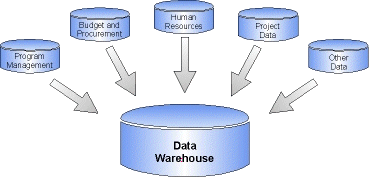 Program
Management
Budget and
Procurement
Human
Resources
Project
Data
Other
Data
Data
Warehouse